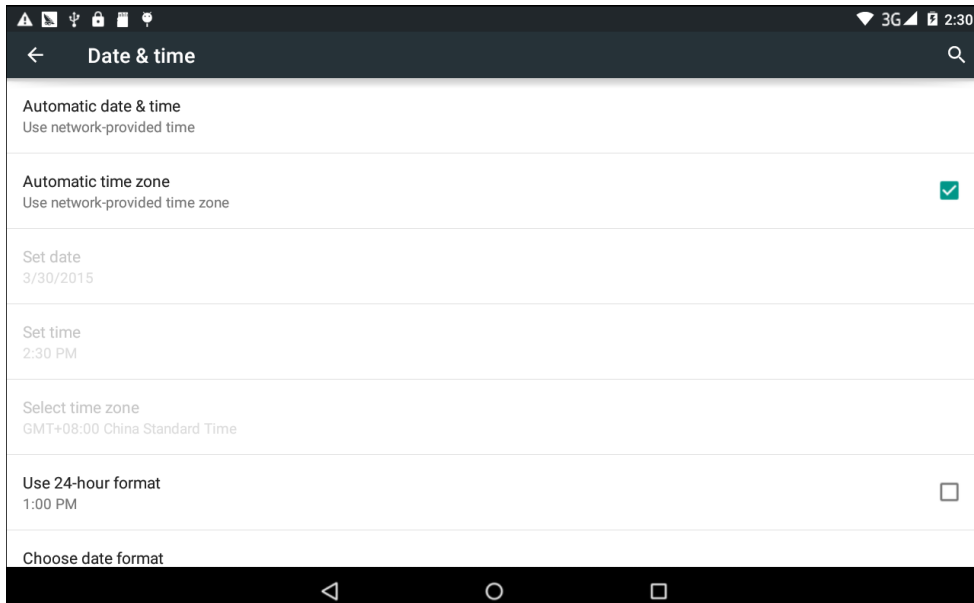 3G 2:30
Date & time
Automatic date & time
Use network-provided time
Automatic time zone
Use network-provided time zone
Set date
3/30/2015
Set time
2:30 PM
Select time zone
GMT+08:00 China Standard Time
Use 24-hour format
1:00 PM
Choose date format